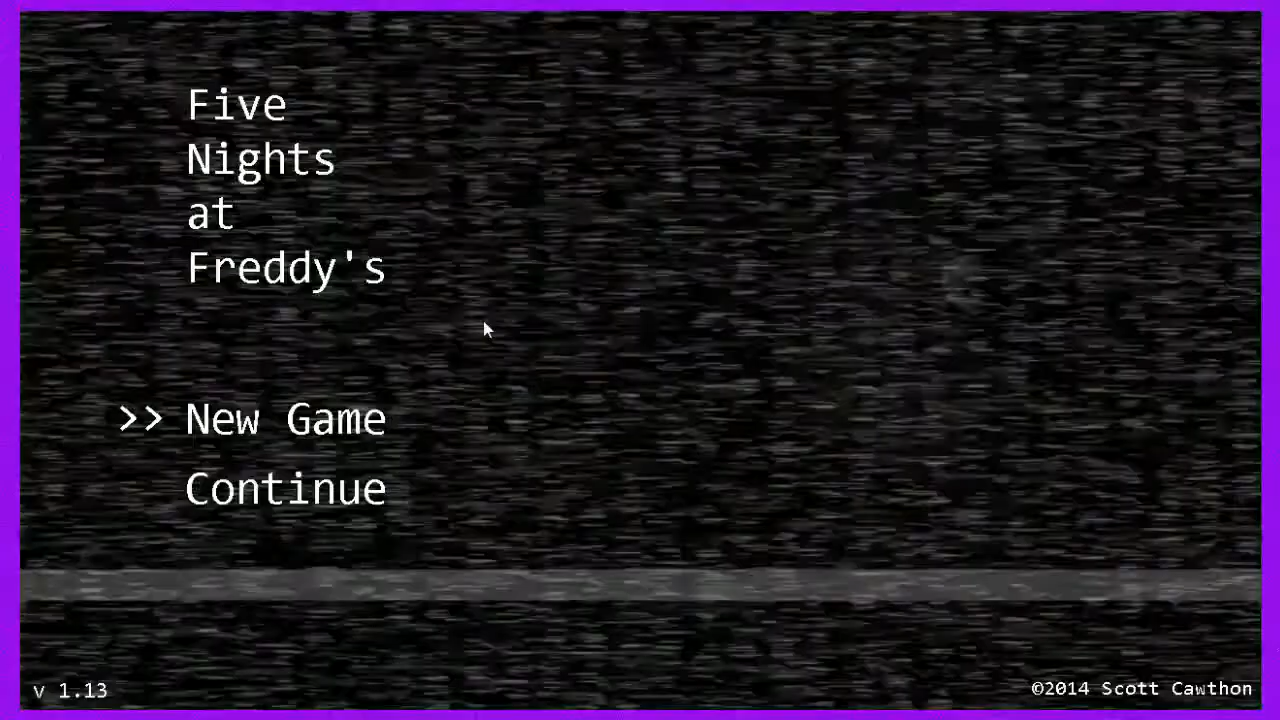 Five
Nights
at
Freddy's
>> New Game
Continue
v 1.13
©2014 Scott Cawthon